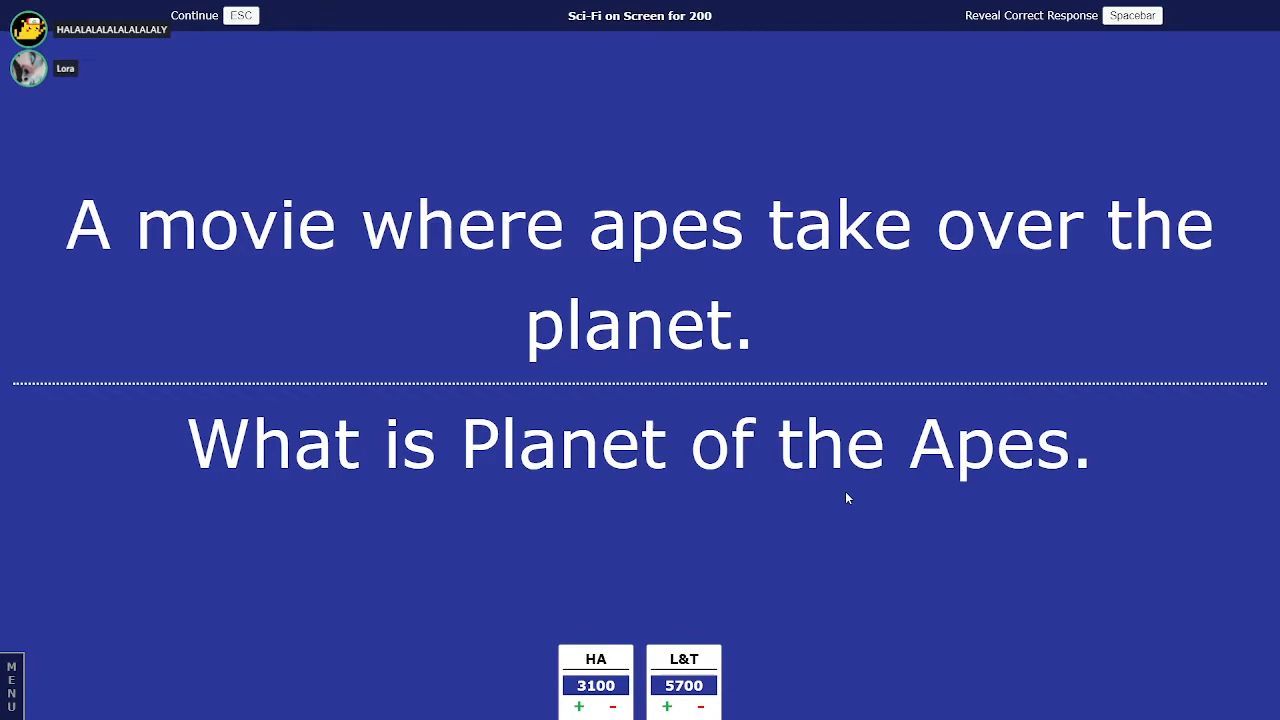 Continue ESC
Sci-Fi on Screen for 200
Reveal Correct Response Spacebar
HALALALALALALALALY
Lora
A movie where apes take over the
planet.
What is Planet of the Apes.
HA
3100
+ -
L&T
5700
+ -
MENU